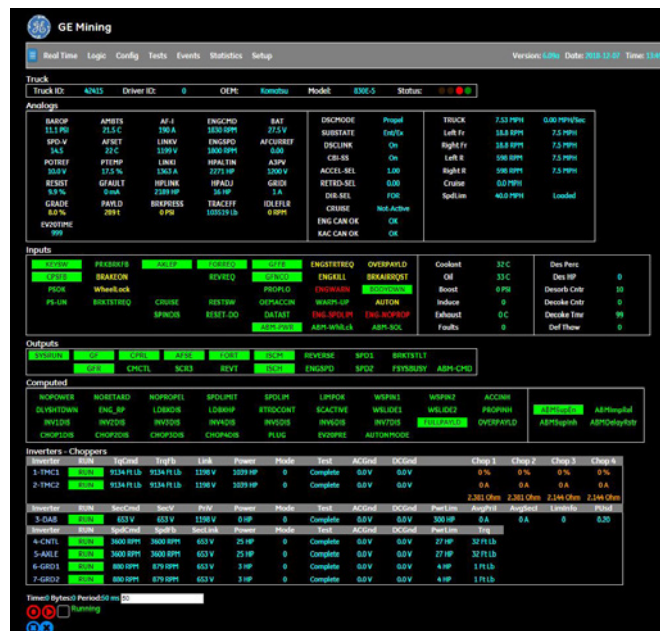 GE Mining
Real Time Logic Config Tests Events Statistics Setup Version: Date: 2018-12-07 Time:
Truck
Truck ID: 42415 Driver ID: 0 OEM: Komatsu Model: 830E-5 Status:
Analogs
BAROP AMBTS AF-I ENGCMD BAT DSCMODE Propel TRUCK 7.53 MPH 0.00 MPH/Sec
11.1 PSI 21.5 C 190 A 1830 RPM 27.5 V SUBSTATE Ent/Ex Left Fr 18.8 RPM 7.5 MPH
SPD-V AFSET LINKV ENGSPD AFCURREF DSCLINK On Right Fr 18.8 RPM 7.5 MPH
14.5 22 C 1199 V 1800 RPM 0.00 CBI-SS On Left R 598 RPM 7.5 MPH
POTREF PTEMP LINKI HPALTIN A3PV ACCEL-SEL 1.00 Right R 598 RPM 7.5 MPH
10.0 V 17.5 % 1363 A 2271 HP 1200 V RETRD-SEL 0.00 Cruise 0.0 MPH
RESIST GFAULT HPLINK HPADJ GRIDI DIR-SEL FOR SpdLim 40.0 MPH Loaded
9.9 % 0 mA 2189 HP 16 HP 1 A CRUISE Not-Active
GRADE PAYLD BRKPRESS TRACEFF IDLEFLR ENG CAN OK OK
8.0 % 289 t 0 PSI 103519 Lb 0 RPM KAC CAN OK OK
EV20TIME
999
Inputs
KEYSW PRKBRKFB AXLEP FORREQ GFFB ENGSTRTREQ OVERPAYLD Coolant 32 C Des Perc
CPSFB BRAKEON REVREQ GFNCO ENGKILL BRKAIRRQST Oil 33 C Des HP 0
PSOK WheelLock PROPLO ENGWARN BODYDWN Boost 0 PSI Desorb Cntr 10
PS-UN BRKTSTREQ CRUISE RESTSW OEMACCIN WARM-UP AUTON Induce 0 Decoke Cntr 0
SPINDIS RESET-DO DATAST ENG-SPDLIM ENG-NOPROP Exhaust 0 C Decoke Tmr 99
ABM-PWR ABM-WhlLck ABM-SOL Faults 0 Def Thow 0
Outputs
SYSRUN GF CPRL AFSE FORT ISCM REVERSE SPD1 BRKTSTLT
GFR CMCTL SCR3 REVT ISCH ENGSPD SPD2 FSYSBUSY ABM-CMD
Computed
NOPOWER NORETARD NOPROPEL SPDLIMIT SPDLIM LIMPOK WSPIN1 WSPIN2 ACCINH
DLYSHTDWN ENG_RP LDBXDIS LDBXHP RTRDCONT SCACTIVE WSLIDE1 WSLIDE2 PROPINH ABMSupEn ABMImpRal
INV1DIS INV2DIS INV3DIS INV4DIS INV5DIS INV6DIS INV7DIS FULLPAYLD OVERPAYLD ABMSupInh ABMDelayRstr
CHOP1DIS CHOP2DIS CHOP3DIS CHOP4DIS PLUG EV20PRE AUTONMODE
Inverters - Choppers
Inverter RUN TqCmd TrqFb Link Power Mode Test ACGnd DCGnd Chop 1 Chop 2 Chop 3 Chop 4
1-TMC1 RUN 9134 Ft Lb 9134 Ft Lb 1198 V 1039 HP 0 Complete 0.0 V 0.0 V 0 % 0 % 0 % 0 %
2-TMC2 RUN 9134 Ft Lb 9134 Ft Lb 1198 V 1039 HP 0 Complete 0.0 V 0.0 V 0 A 0 A 0 A 0 A
2.381 Ohm 2.381 Ohm 2.144 Ohm 2.144 Ohm
Inverter RUN SecCmd SecV PriV Power Mode Test ACGnd DCGnd PwrLim AvgPriI AvgSecI LimInfo PUsd
3-DAB RUN 653 V 653 V 1198 V 0 HP 0 Complete 0.0 V 0.0 V 300 HP 0 A 0 A 0 0.20
Inverter RUN SpdCmd SpdFb SecLink Power Mode Test ACGnd DCGnd PwrLim Trq
4-CNTL RUN 3600 RPM 3600 RPM 653 V 25 HP 0 Complete 0.0 V 0.0 V 27 HP 32 Ft Lb
5-AXLE RUN 3600 RPM 3600 RPM 653 V 25 HP 0 Complete 0.0 V 0.0 V 27 HP 32 Ft Lb
6-GRD1 RUN 880 RPM 879 RPM 653 V 3 HP 0 Complete 0.0 V 0.0 V 4 HP 1 Ft Lb
7-GRD2 RUN 880 RPM 879 RPM 653 V 3 HP 0 Complete 0.0 V 0.0 V 4 HP 1 Ft Lb
Time:0 Bytes:0 Period:50 ms 50
Running